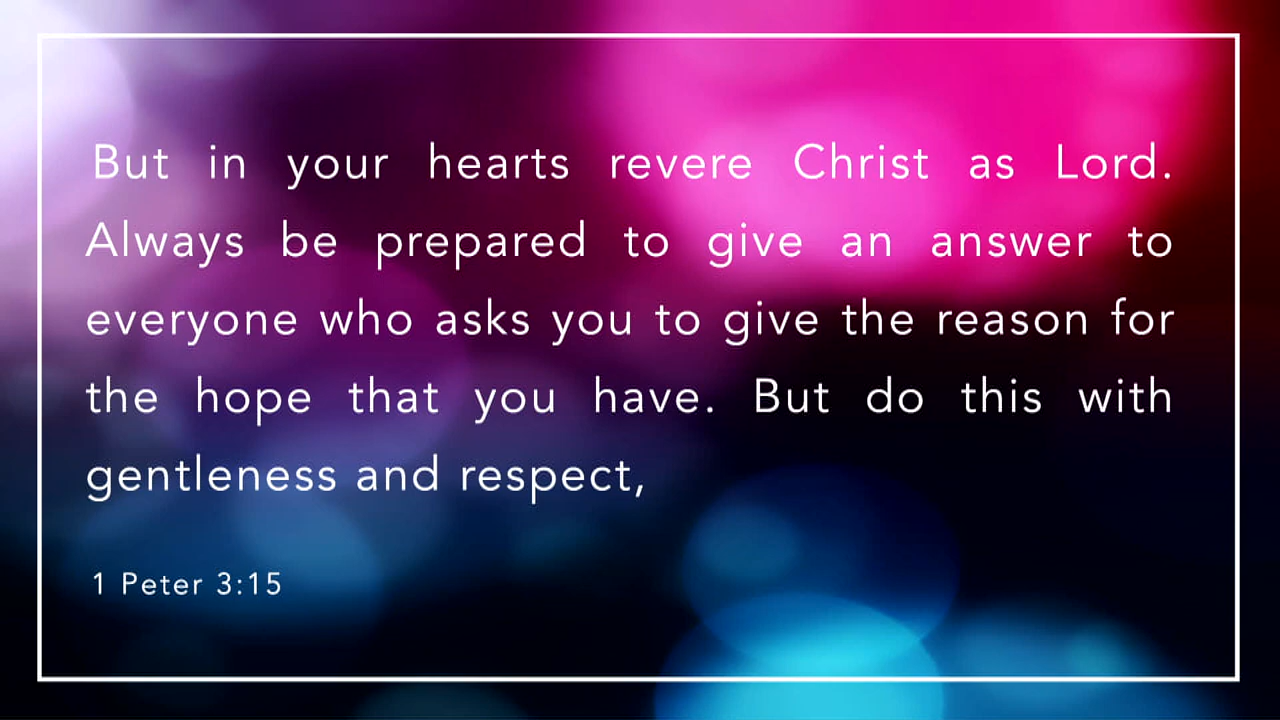 But in your hearts revere Christ as Lord.
Always be prepared to give an answer to
everyone who asks you to give the reason for
the hope that you have. But do this with
gentleness and respect,
1 Peter 3:15